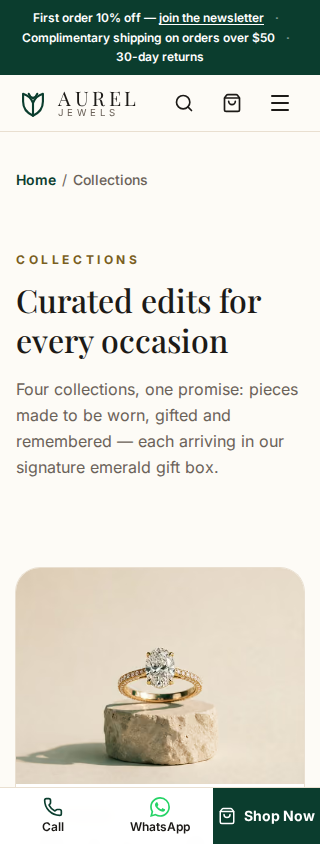 First order 10% off — join the newsletter ·
Complimentary shipping on orders over $50 ·
30-day returns
AUREL
JEWELS
Home / Collections
COLLECTIONS
Curated edits for
every occasion
Four collections, one promise: pieces
made to be worn, gifted and
remembered — each arriving in our
signature emerald gift box.
Call
WhatsApp
Shop Now